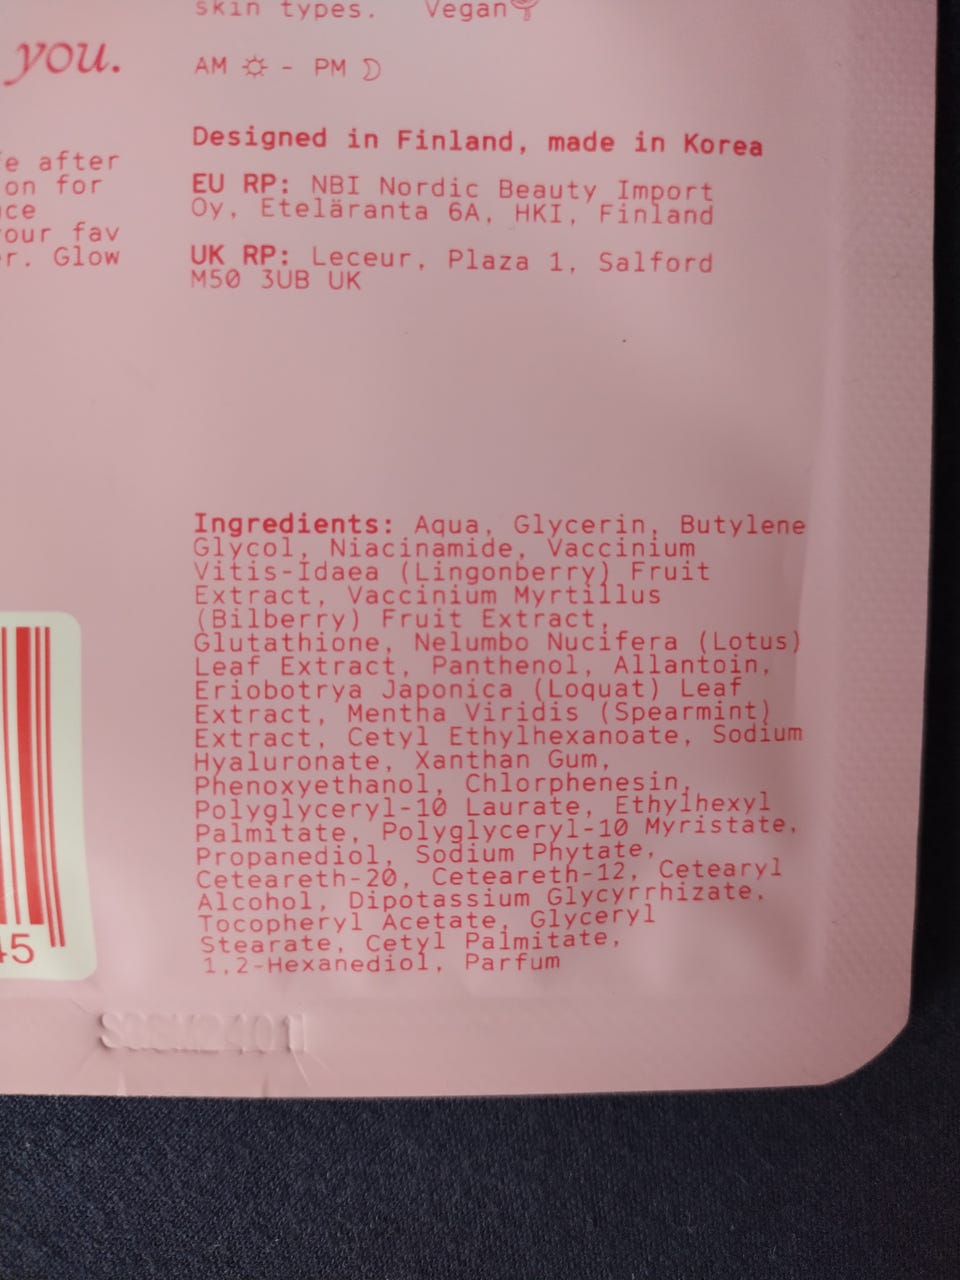 skin types. Vegan
you.
AM - PM
after
on for
your fav
Glow
Designed in Finland, made in Korea
EU RP: NBI Nordic Beauty Import
Oy, Eteläranta 6A, HKI, Finland
UK RP: Leceur, Plaza 1, Salford
M50 3UB UK
Ingredients: Aqua, Glycerin, Butylene
Glycol, Niacinamide, Vaccinium
Vitis-Idaea (Lingonberry) Fruit
Extract, Vaccinium Myrtillus
(Bilberry) Fruit Extract,
Glutathione, Nelumbo Nucifera (Lotus)
Leaf Extract, Panthenol, Allantoin,
Eriobotrya Japonica (Loquat) Leaf
Extract, Mentha Viridis (Spearmint)
Extract, Cetyl Ethylhexanoate, Sodium
Hyaluronate, Xanthan Gum,
Phenoxyethanol, Chlorphenesin,
Polyglyceryl-10 Laurate, Ethylhexyl
Palmitate, Polyglyceryl-10 Myristate,
Propanediol, Sodium Phytate,
Ceteareth-20, Ceteareth-12, Cetearyl
Alcohol, Dipotassium Glycyrrhizate,
Tocopheryl Acetate, Glyceryl
Stearate, Cetyl Palmitate,
1,2-Hexanediol, Parfum
45